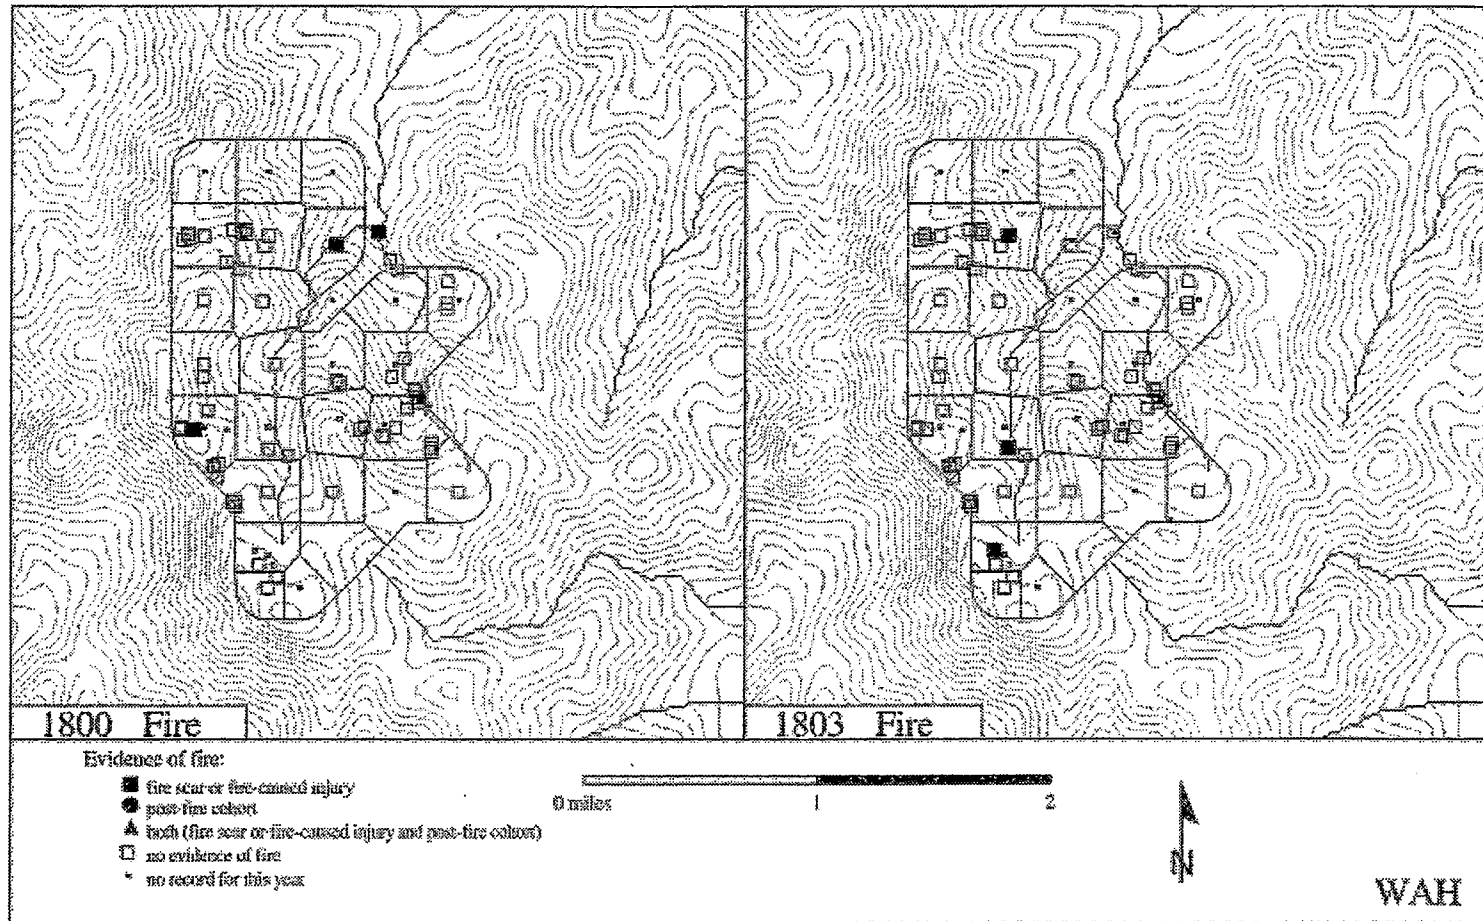 1800 Fire
1803 Fire
Evidence of fire:
fire scar or fire-caused injury
post-fire cohort
both (fire scar or fire-caused injury and post-fire cohort)
no evidence of fire
no record for this year
0 miles 1 2
N
WAH